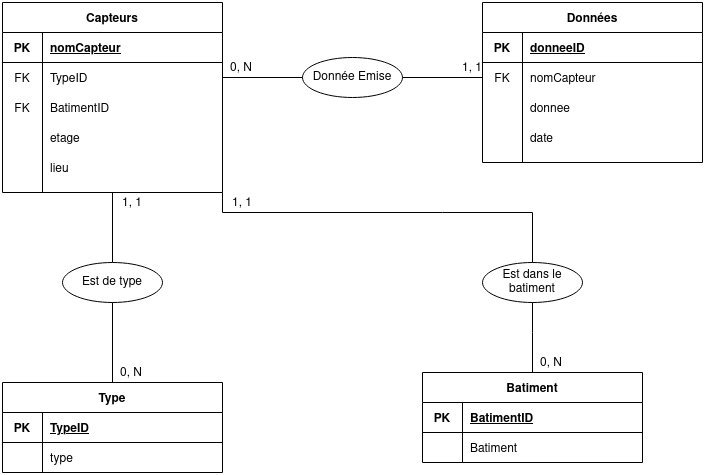 Capteurs
PK nomCapteur
FK TypeID
FK BatimentID
etage
lieu
0, N
Donnée Emise
1, 1
Données
PK donneeID
FK nomCapteur
donnee
date
1, 1
1, 1
Est de type
Est dans le
batiment
0, N
0, N
Type
PK TypeID
type
Batiment
PK BatimentID
Batiment